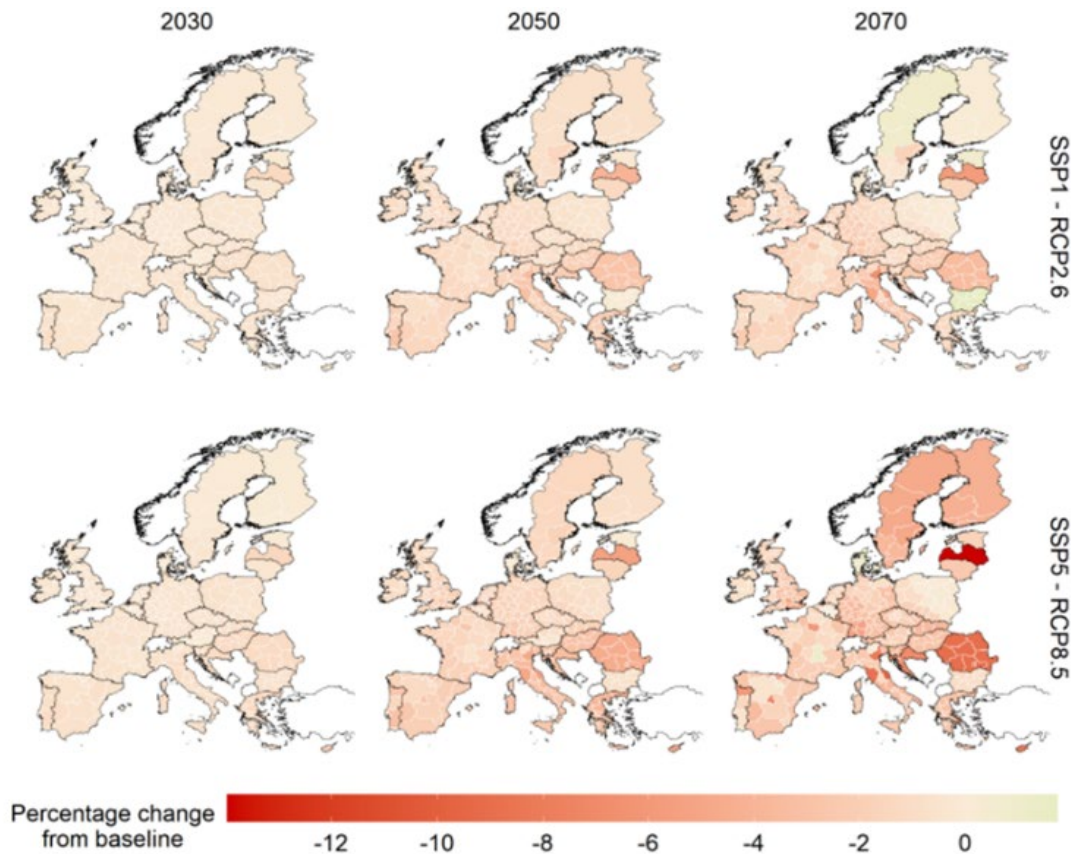 2030 2050 2070
SSP1 - RCP2.6
SSP5 - RCP8.5
Percentage change
from baseline
-12 -10 -8 -6 -4 -2 0